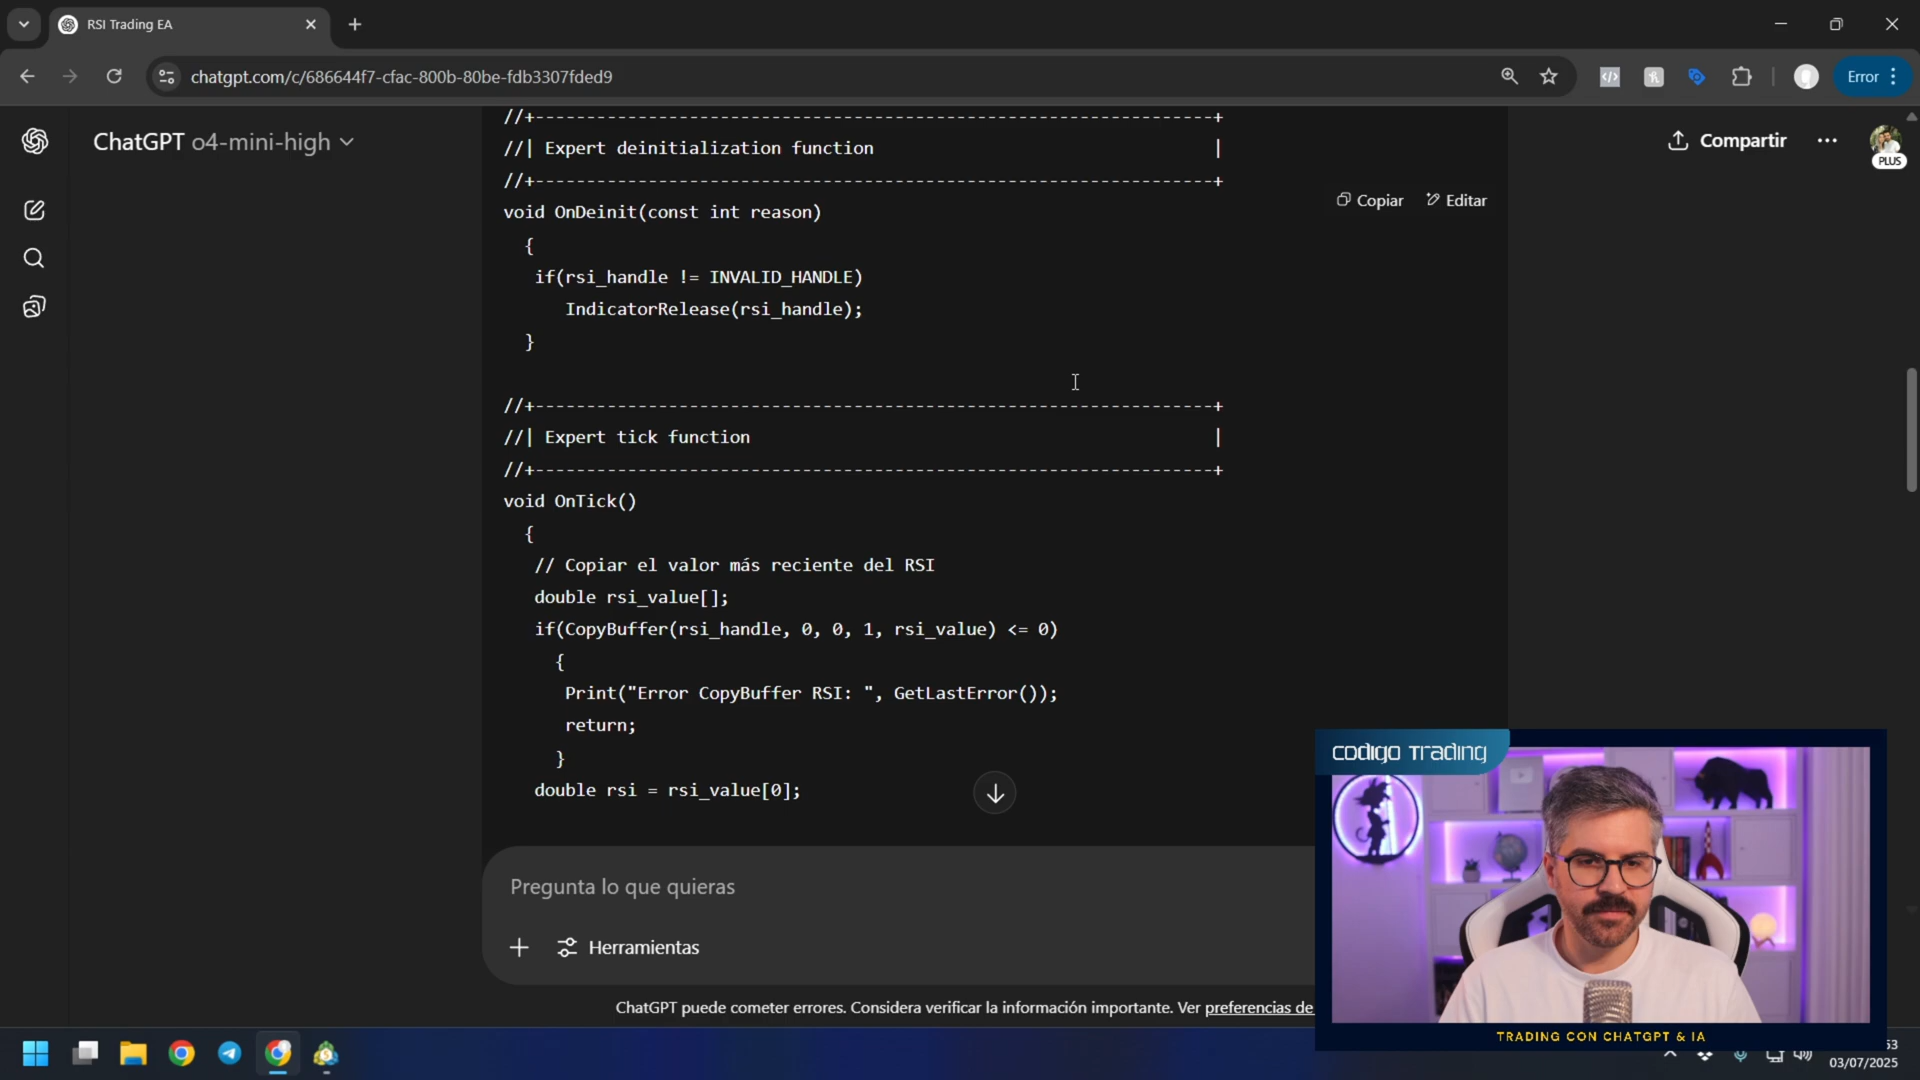 RSI Trading EA
chatgpt.com/c/686644f7-cfac-800b-80be-fdb3307fded9
Error
ChatGPT o4-mini-high
Compartir
PLUS
Copiar
Editar
//+------------------------------------------------------------------+
//| Expert deinitialization function                                 |
//+------------------------------------------------------------------+
void OnDeinit(const int reason)
{
if(rsi_handle != INVALID_HANDLE)
IndicatorRelease(rsi_handle);
}
//+------------------------------------------------------------------+
//| Expert tick function                                             |
//+------------------------------------------------------------------+
void OnTick()
{
// Copiar el valor más reciente del RSI
double rsi_value[];
if(CopyBuffer(rsi_handle, 0, 0, 1, rsi_value) <= 0)
{
Print("Error CopyBuffer RSI: ", GetLastError());
return;
}
double rsi = rsi_value[0];
Pregunta lo que quieras
Herramientas
ChatGPT puede cometer errores. Considera verificar la información importante. Ver preferencias de
codigo Trading
TRADING CON CHATGPT & IA
53
03/07/2025